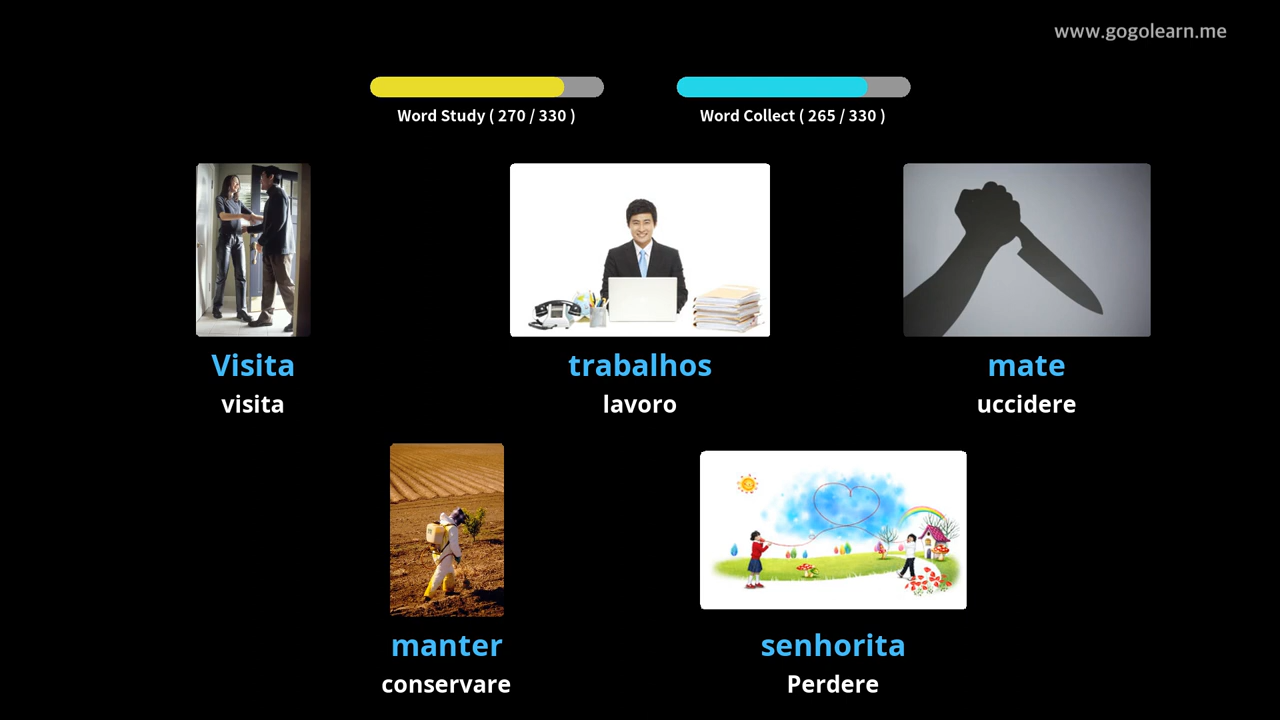 www.gogolearn.me
Word Study ( 270 / 330 )
Word Collect ( 265 / 330 )
Visita
visita
trabalhos
lavoro
mate
uccidere
manter
conservare
senhorita
Perdere